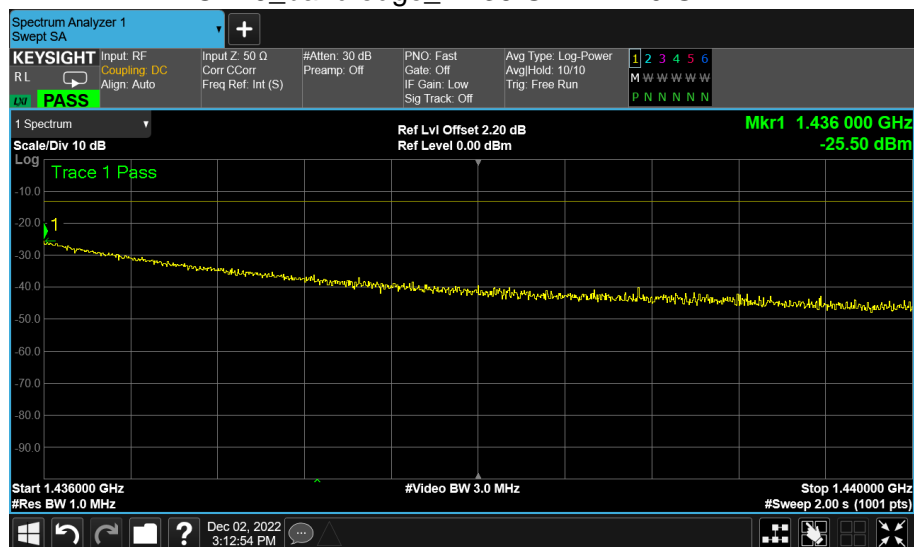 Spectrum Analyzer 1
Swept SA
+
KEYSIGHT
RL
LXI PASS
Input: RF
Coupling: DC
Align: Auto
Input Z: 50 Ω
Corr CCorr
Freq Ref: Int (S)
#Atten: 30 dB
Preamp: Off
PNO: Fast
Gate: Off
IF Gain: Low
Sig Track: Off
Avg Type: Log-Power
Avg|Hold: 10/10
Trig: Free Run
1 2 3 4 5 6
M W W W W W
P N N N N N
1 Spectrum
Scale/Div 10 dB
Ref Lvl Offset 2.20 dB
Ref Level 0.00 dBm
Mkr1 1.436 000 GHz
-25.50 dBm
Log
Trace 1 Pass
-10.0
-20.0
1
-30.0
-40.0
-50.0
-60.0
-70.0
-80.0
-90.0
Start 1.436000 GHz
#Res BW 1.0 MHz
#Video BW 3.0 MHz
Stop 1.440000 GHz
#Sweep 2.00 s (1001 pts)
?
Dec 02, 2022
3:12:54 PM